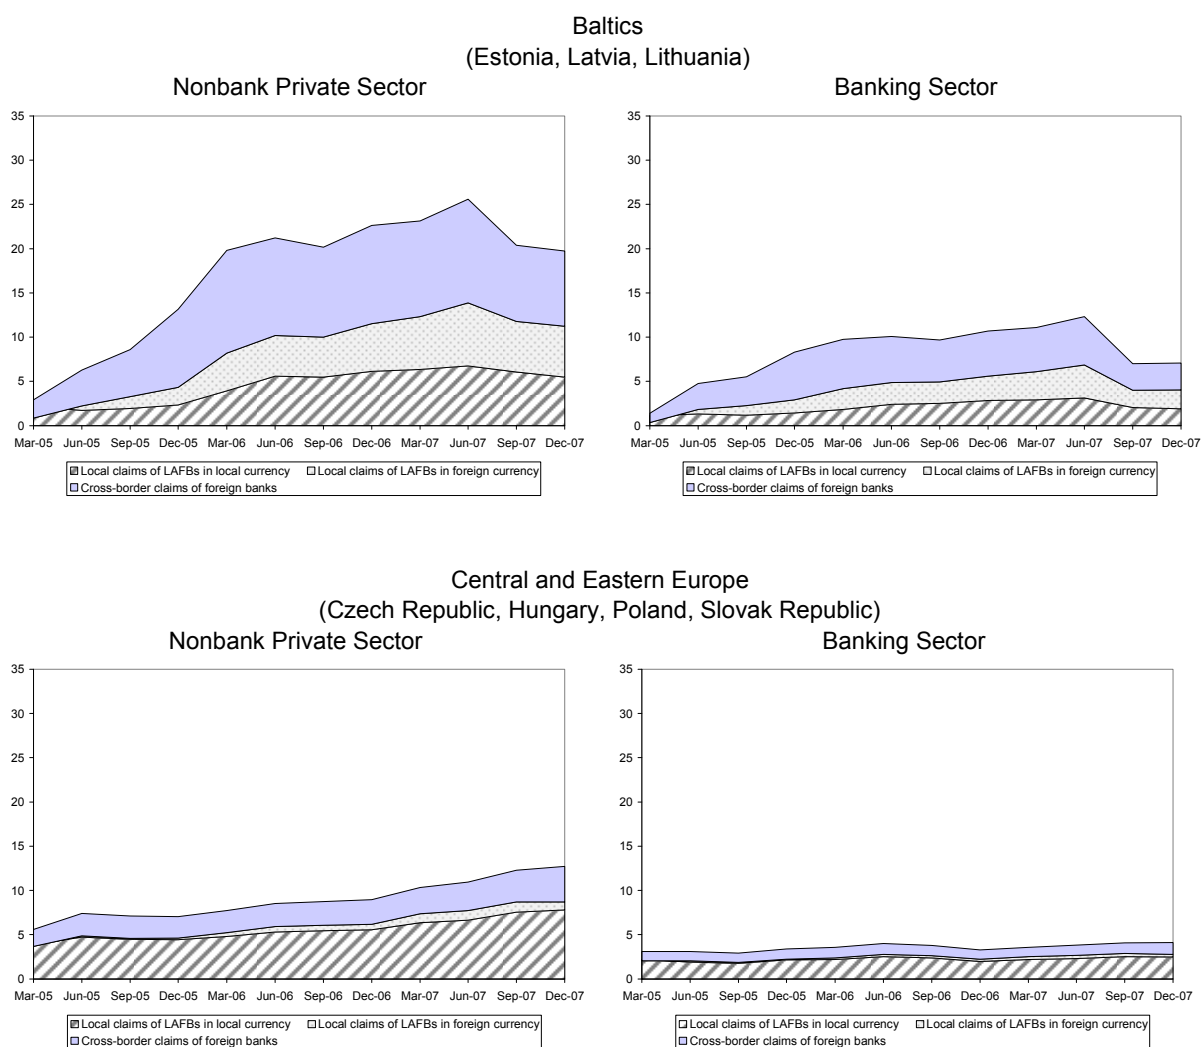 Baltics
(Estonia, Latvia, Lithuania)
Nonbank Private Sector
35
30
25
20
15
10
5
0
Mar-05 Jun-05 Sep-05 Dec-05 Mar-06 Jun-06 Sep-06 Dec-06 Mar-07 Jun-07 Sep-07 Dec-07
Local claims of LAFBs in local currency Local claims of LAFBs in foreign currency
Cross-border claims of foreign banks
Banking Sector
35
30
25
20
15
10
5
0
Mar-05 Jun-05 Sep-05 Dec-05 Mar-06 Jun-06 Sep-06 Dec-06 Mar-07 Jun-07 Sep-07 Dec-07
Local claims of LAFBs in local currency Local claims of LAFBs in foreign currency
Cross-border claims of foreign banks
Central and Eastern Europe
(Czech Republic, Hungary, Poland, Slovak Republic)
Nonbank Private Sector
35
30
25
20
15
10
5
0
Mar-05 Jun-05 Sep-05 Dec-05 Mar-06 Jun-06 Sep-06 Dec-06 Mar-07 Jun-07 Sep-07 Dec-07
Local claims of LAFBs in local currency Local claims of LAFBs in foreign currency
Cross-border claims of foreign banks
Banking Sector
35
30
25
20
15
10
5
0
Mar-05 Jun-05 Sep-05 Dec-05 Mar-06 Jun-06 Sep-06 Dec-06 Mar-07 Jun-07 Sep-07 Dec-07
Local claims of LAFBs in local currency Local claims of LAFBs in foreign currency
Cross-border claims of foreign banks